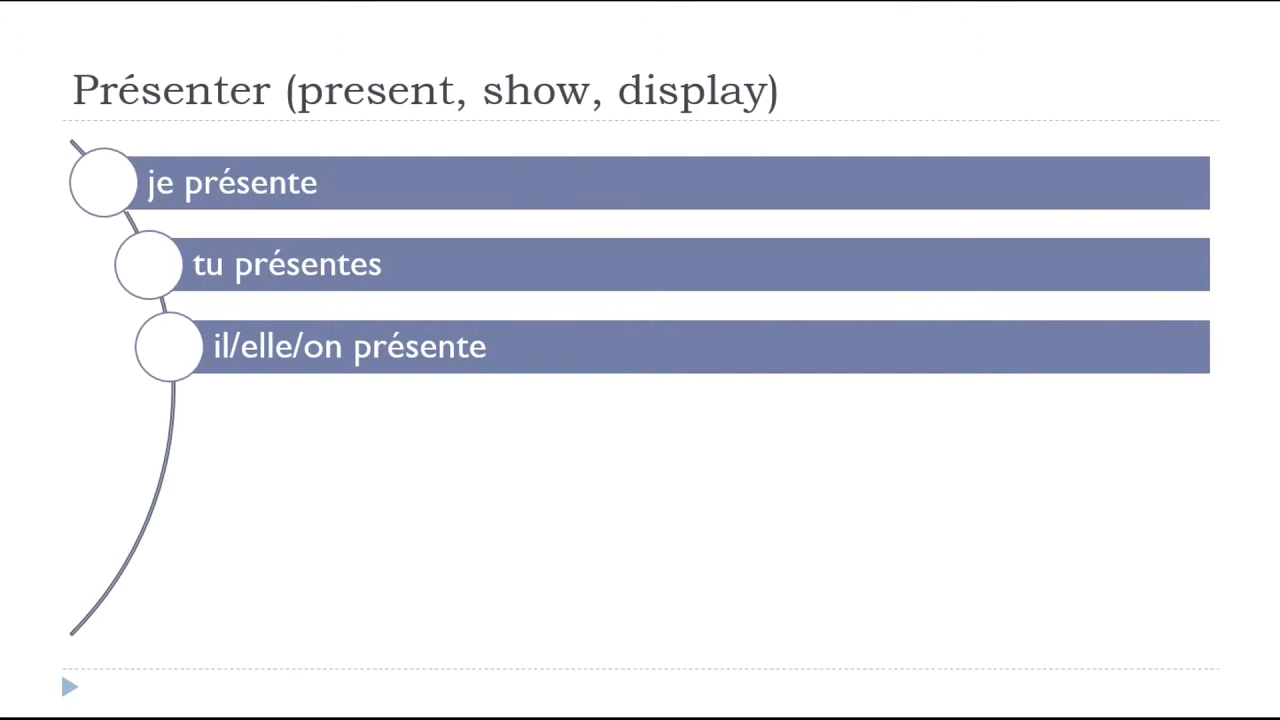 Présenter (present, show, display)
je présente
tu présentes
il/elle/on présente